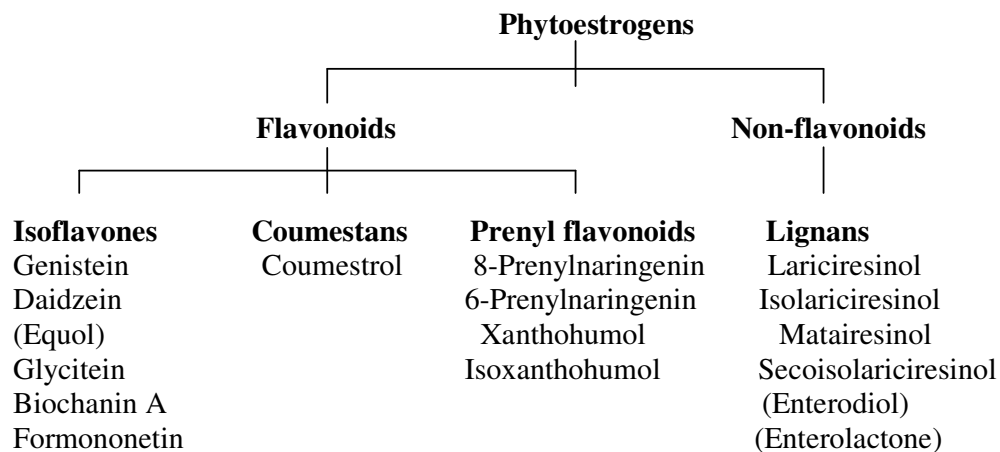 Phytoestrogens
Flavonoids Non-flavonoids
Isoflavones Coumestans Prenyl flavonoids Lignans
Genistein Coumestrol 8-Prenylnaringenin Lariciresinol
Daidzein 6-Prenylnaringenin Isolariciresinol
(Equol) Xanthohumol Matairesinol
Glycitein Isoxanthohumol Secoisolariciresinol
Biochanin A (Enterodiol)
Formononetin (Enterolactone)